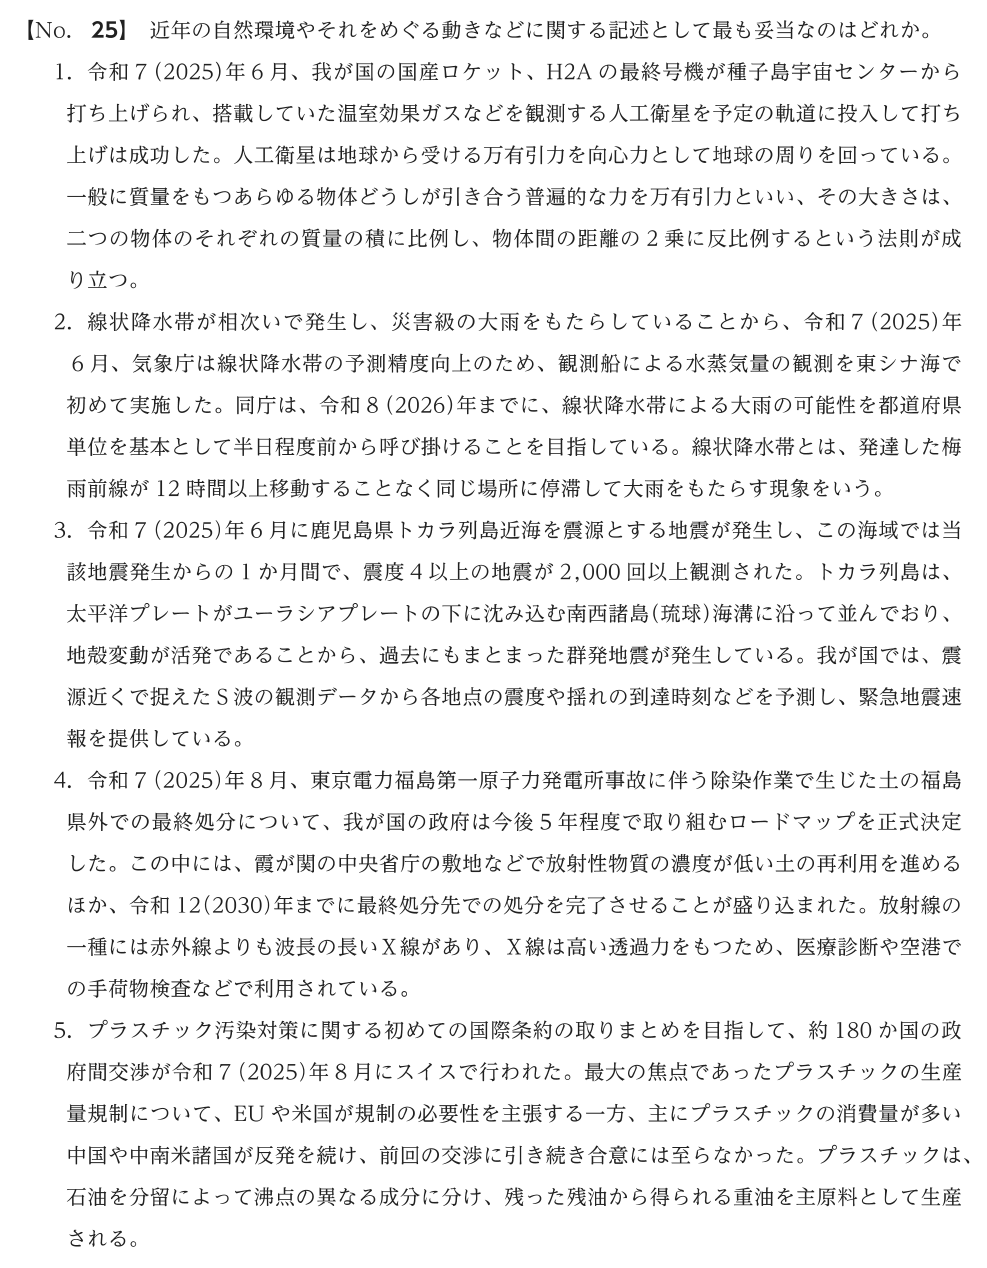 【No. 25】 近年の自然環境やそれをめぐる動きなどに関する記述として最も妥当なのはどれか。
1. 令和７(2025)年６月、我が国の国産ロケット、H2A の最終号機が種子島宇宙センターから
打ち上げられ、搭載していた温室効果ガスなどを観測する人工衛星を予定の軌道に投入して打ち
上げは成功した。人工衛星は地球から受ける万有引力を向心力として地球の周りを回っている。
一般に質量をもつあらゆる物体どうしが引き合う普遍的な力を万有引力といい、その大きさは、
二つの物体のそれぞれの質量の積に比例し、物体間の距離の２乗に反比例するという法則が成
り立つ。
2. 線状降水帯が相次いで発生し、災害級の大雨をもたらしていることから、令和７(2025)年
６月、気象庁は線状降水帯の予測精度向上のため、観測船による水蒸気量の観測を東シナ海で
初めて実施した。同庁は、令和８(2026)年までに、線状降水帯による大雨の可能性を都道府県
単位を基本として半日程度前から呼び掛けることを目指している。線状降水帯とは、発達した梅
雨前線が 12 時間以上移動することなく同じ場所に停滞して大雨をもたらす現象をいう。
3. 令和７(2025)年６月に鹿児島県トカラ列島近海を震源とする地震が発生し、この海域では当
該地震発生からの１か月間で、震度４以上の地震が 2,000 回以上観測された。トカラ列島は、
太平洋プレートがユーラシアプレートの下に沈み込む南西諸島(琉球)海溝に沿って並んでおり、
地殻変動が活発であることから、過去にもまとまった群発地震が発生している。我が国では、震
源近くで捉えたＳ波の観測データから各地点の震度や揺れの到達時刻などを予測し、緊急地震速
報を提供している。
4. 令和７(2025)年８月、東京電力福島第一原子力発電所事故に伴う除染作業で生じた土の福島
県外での最終処分について、我が国の政府は今後５年程度で取り組むロードマップを正式決定
した。この中には、霞が関の中央省庁の敷地などで放射性物質の濃度が低い土の再利用を進める
ほか、令和 12(2030)年までに最終処分先での処分を完了させることが盛り込まれた。放射線の
一種には赤外線よりも波長の長いＸ線があり、Ｘ線は高い透過力をもつため、医療診断や空港で
の手荷物検査などで利用されている。
5. プラスチック汚染対策に関する初めての国際条約の取りまとめを目指して、約 180 か国の政
府間交渉が令和７(2025)年８月にスイスで行われた。最大の焦点であったプラスチックの生産
量規制について、EU や米国が規制の必要性を主張する一方、主にプラスチックの消費量が多い
中国や中南米諸国が反発を続け、前回の交渉に引き続き合意には至らなかった。プラスチックは、
石油を分留によって沸点の異なる成分に分け、残った残油から得られる重油を主原料として生産
される。